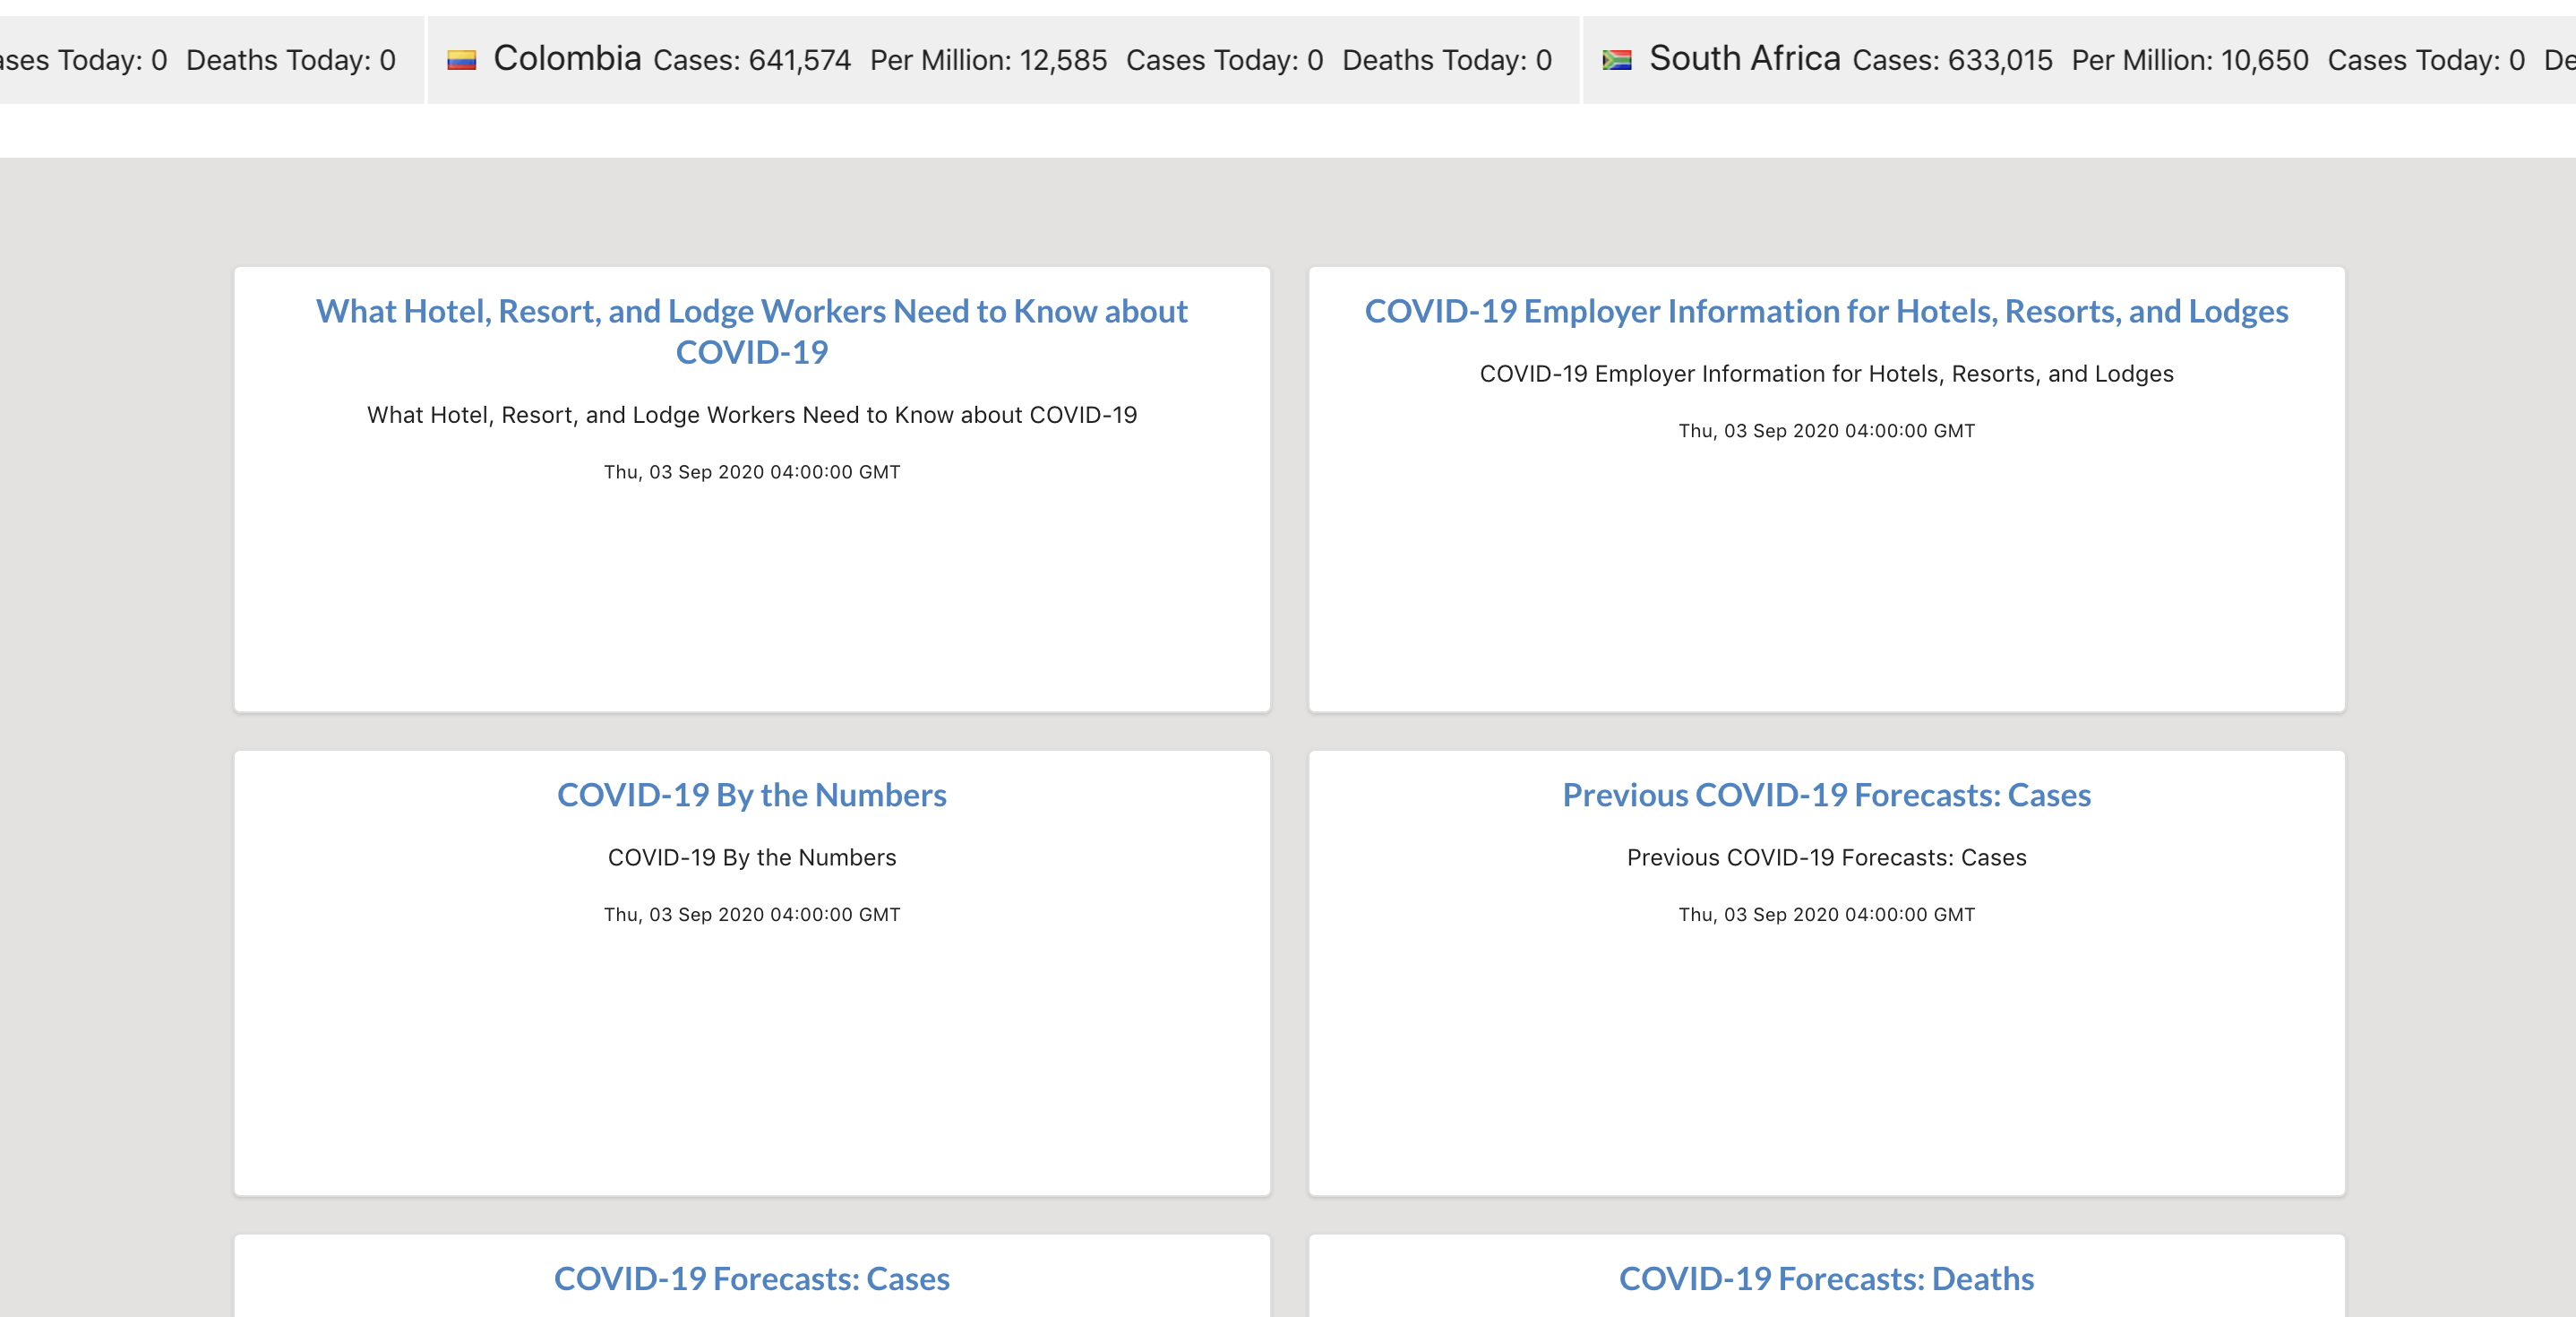 Today: 0 Deaths Today: 0 Colombia Cases: 641,574 Per Million: 12,585 Cases Today: 0 Deaths Today: 0 South Africa Cases: 633,015 Per Million: 10,650 Cases Today: 0
What Hotel, Resort, and Lodge Workers Need to Know about
COVID-19
What Hotel, Resort, and Lodge Workers Need to Know about COVID-19
Thu, 03 Sep 2020 04:00:00 GMT
COVID-19 Employer Information for Hotels, Resorts, and Lodges
COVID-19 Employer Information for Hotels, Resorts, and Lodges
Thu, 03 Sep 2020 04:00:00 GMT
COVID-19 By the Numbers
COVID-19 By the Numbers
Thu, 03 Sep 2020 04:00:00 GMT
Previous COVID-19 Forecasts: Cases
Previous COVID-19 Forecasts: Cases
Thu, 03 Sep 2020 04:00:00 GMT
COVID-19 Forecasts: Cases
COVID-19 Forecasts: Deaths